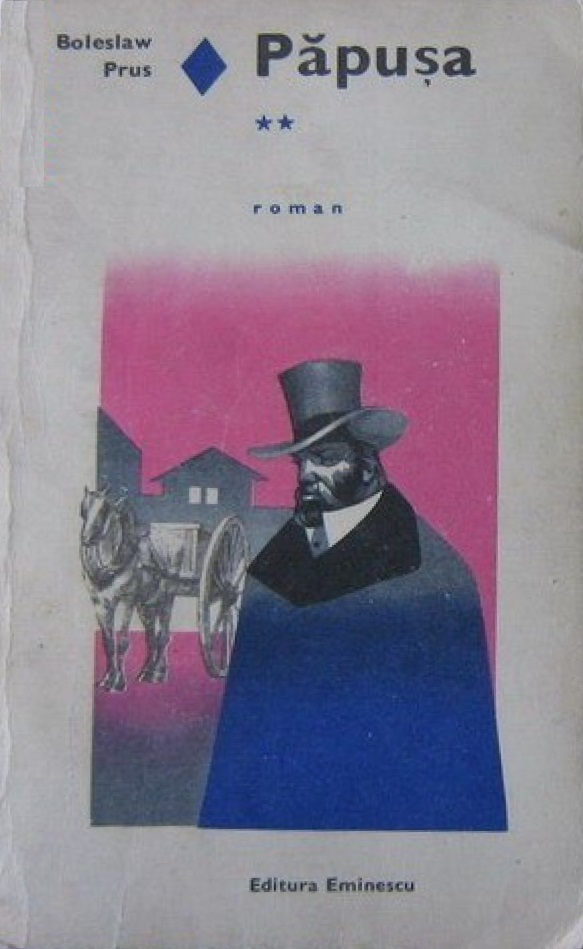 Boleslaw
Prus
Păpușa
**
roman
Editura Eminescu